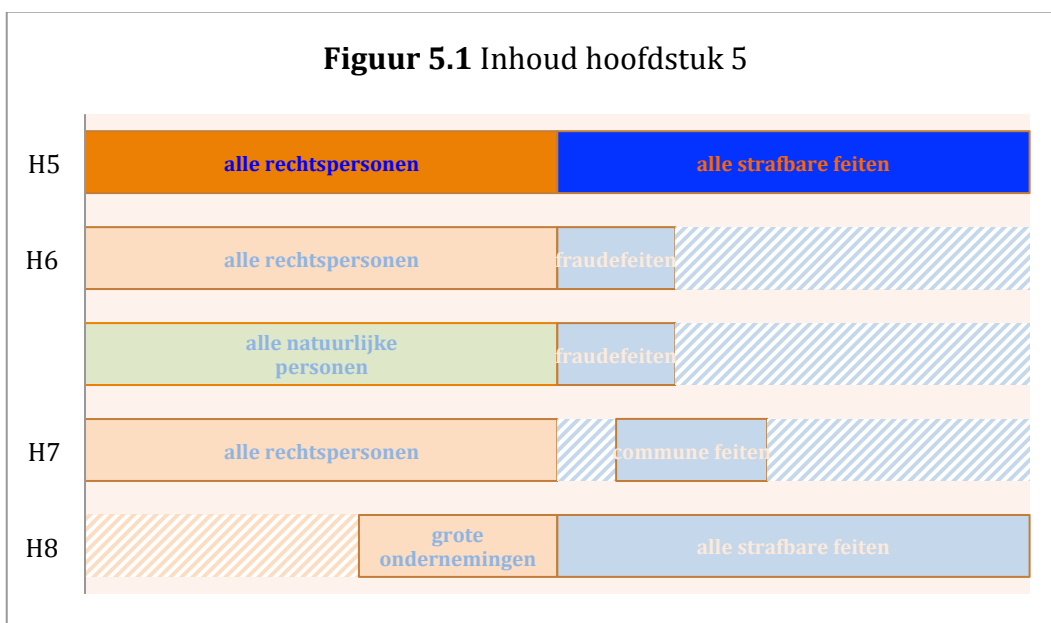 Figuur 5.1 Inhoud hoofdstuk 5
H5
alle rechtspersonen
alle strafbare feiten
H6
alle rechtspersonen
fraudefeiten
alle natuurlijke
personen
fraudefeiten
H7
alle rechtspersonen
commune feiten
H8
grote
ondernemingen
alle strafbare feiten